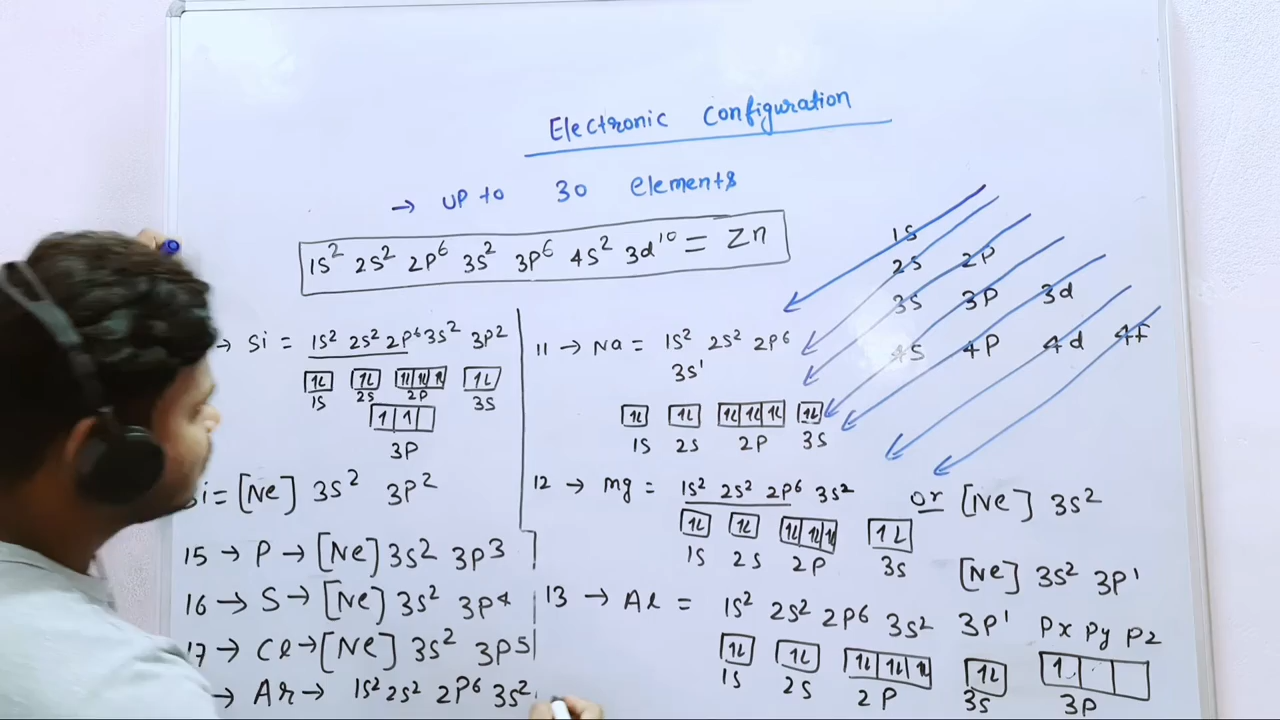 Electronic Configuration
→ UP to 30 elements
1S² 2S² 2P⁶ 3S² 3P⁶ 4S² 3d¹⁰ = Zn
1S
2S 2P
3S 3P 3d
4S 4P 4d 4f
→ Si = 1S² 2S² 2P⁶ 3S² 3P²
1S 2S 2P 3S
3P
Si = [Ne] 3S² 3P²
15 → P → [Ne] 3S² 3P³
16 → S → [Ne] 3S² 3P⁴
17 → Cl → [Ne] 3S² 3P⁵
→ Ar → 1S² 2S² 2P⁶ 3S²
11 → Na = 1S² 2S² 2P⁶
3S¹
1S 2S 2P 3S
12 → mg = 1S² 2S² 2P⁶ 3S² or [Ne] 3S²
1S 2S 2P 3S
[Ne] 3S² 3P¹
13 → Al = 1S² 2S² 2P⁶ 3S² 3P¹ Px Py Pz
1S 2S 2P 3S 3P